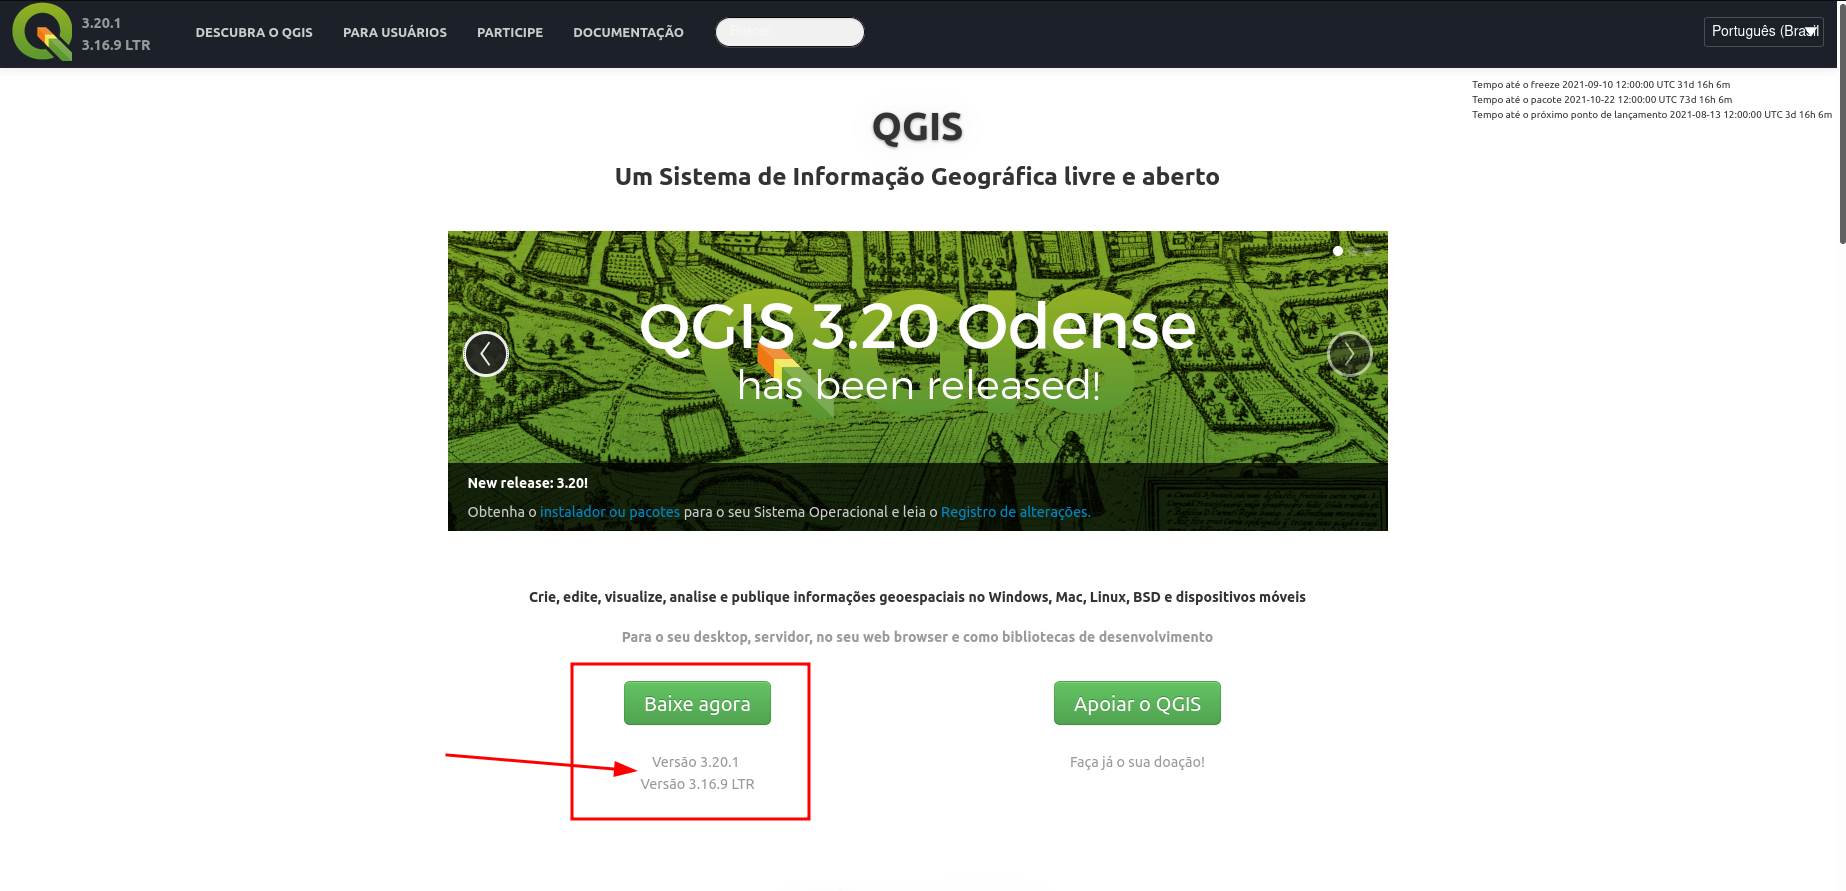 3.20.1
3.16.9 LTR
DESCUBRA O QGIS
PARA USUÁRIOS
PARTICIPE
DOCUMENTAÇÃO
Buscar
Português (Brasil
Tempo até o freeze 2021-09-10 12:00:00 UTC 31d 16h 6m
Tempo até o pacote 2021-10-22 12:00:00 UTC 73d 16h 6m
Tempo até o próximo ponto de lançamento 2021-08-13 12:00:00 UTC 3d 16h 6m
QGIS
Um Sistema de Informação Geográfica livre e aberto
QGIS 3.20 Odense
has been released!
New release: 3.20!
Obtenha o instalador ou pacotes para o seu Sistema Operacional e leia o Registro de alterações.
Crie, edite, visualize, analise e publique informações geoespaciais no Windows, Mac, Linux, BSD e dispositivos móveis
Para o seu desktop, servidor, no seu web browser e como bibliotecas de desenvolvimento
Baixe agora
Versão 3.20.1
Versão 3.16.9 LTR
Apoiar o QGIS
Faça já o sua doação!